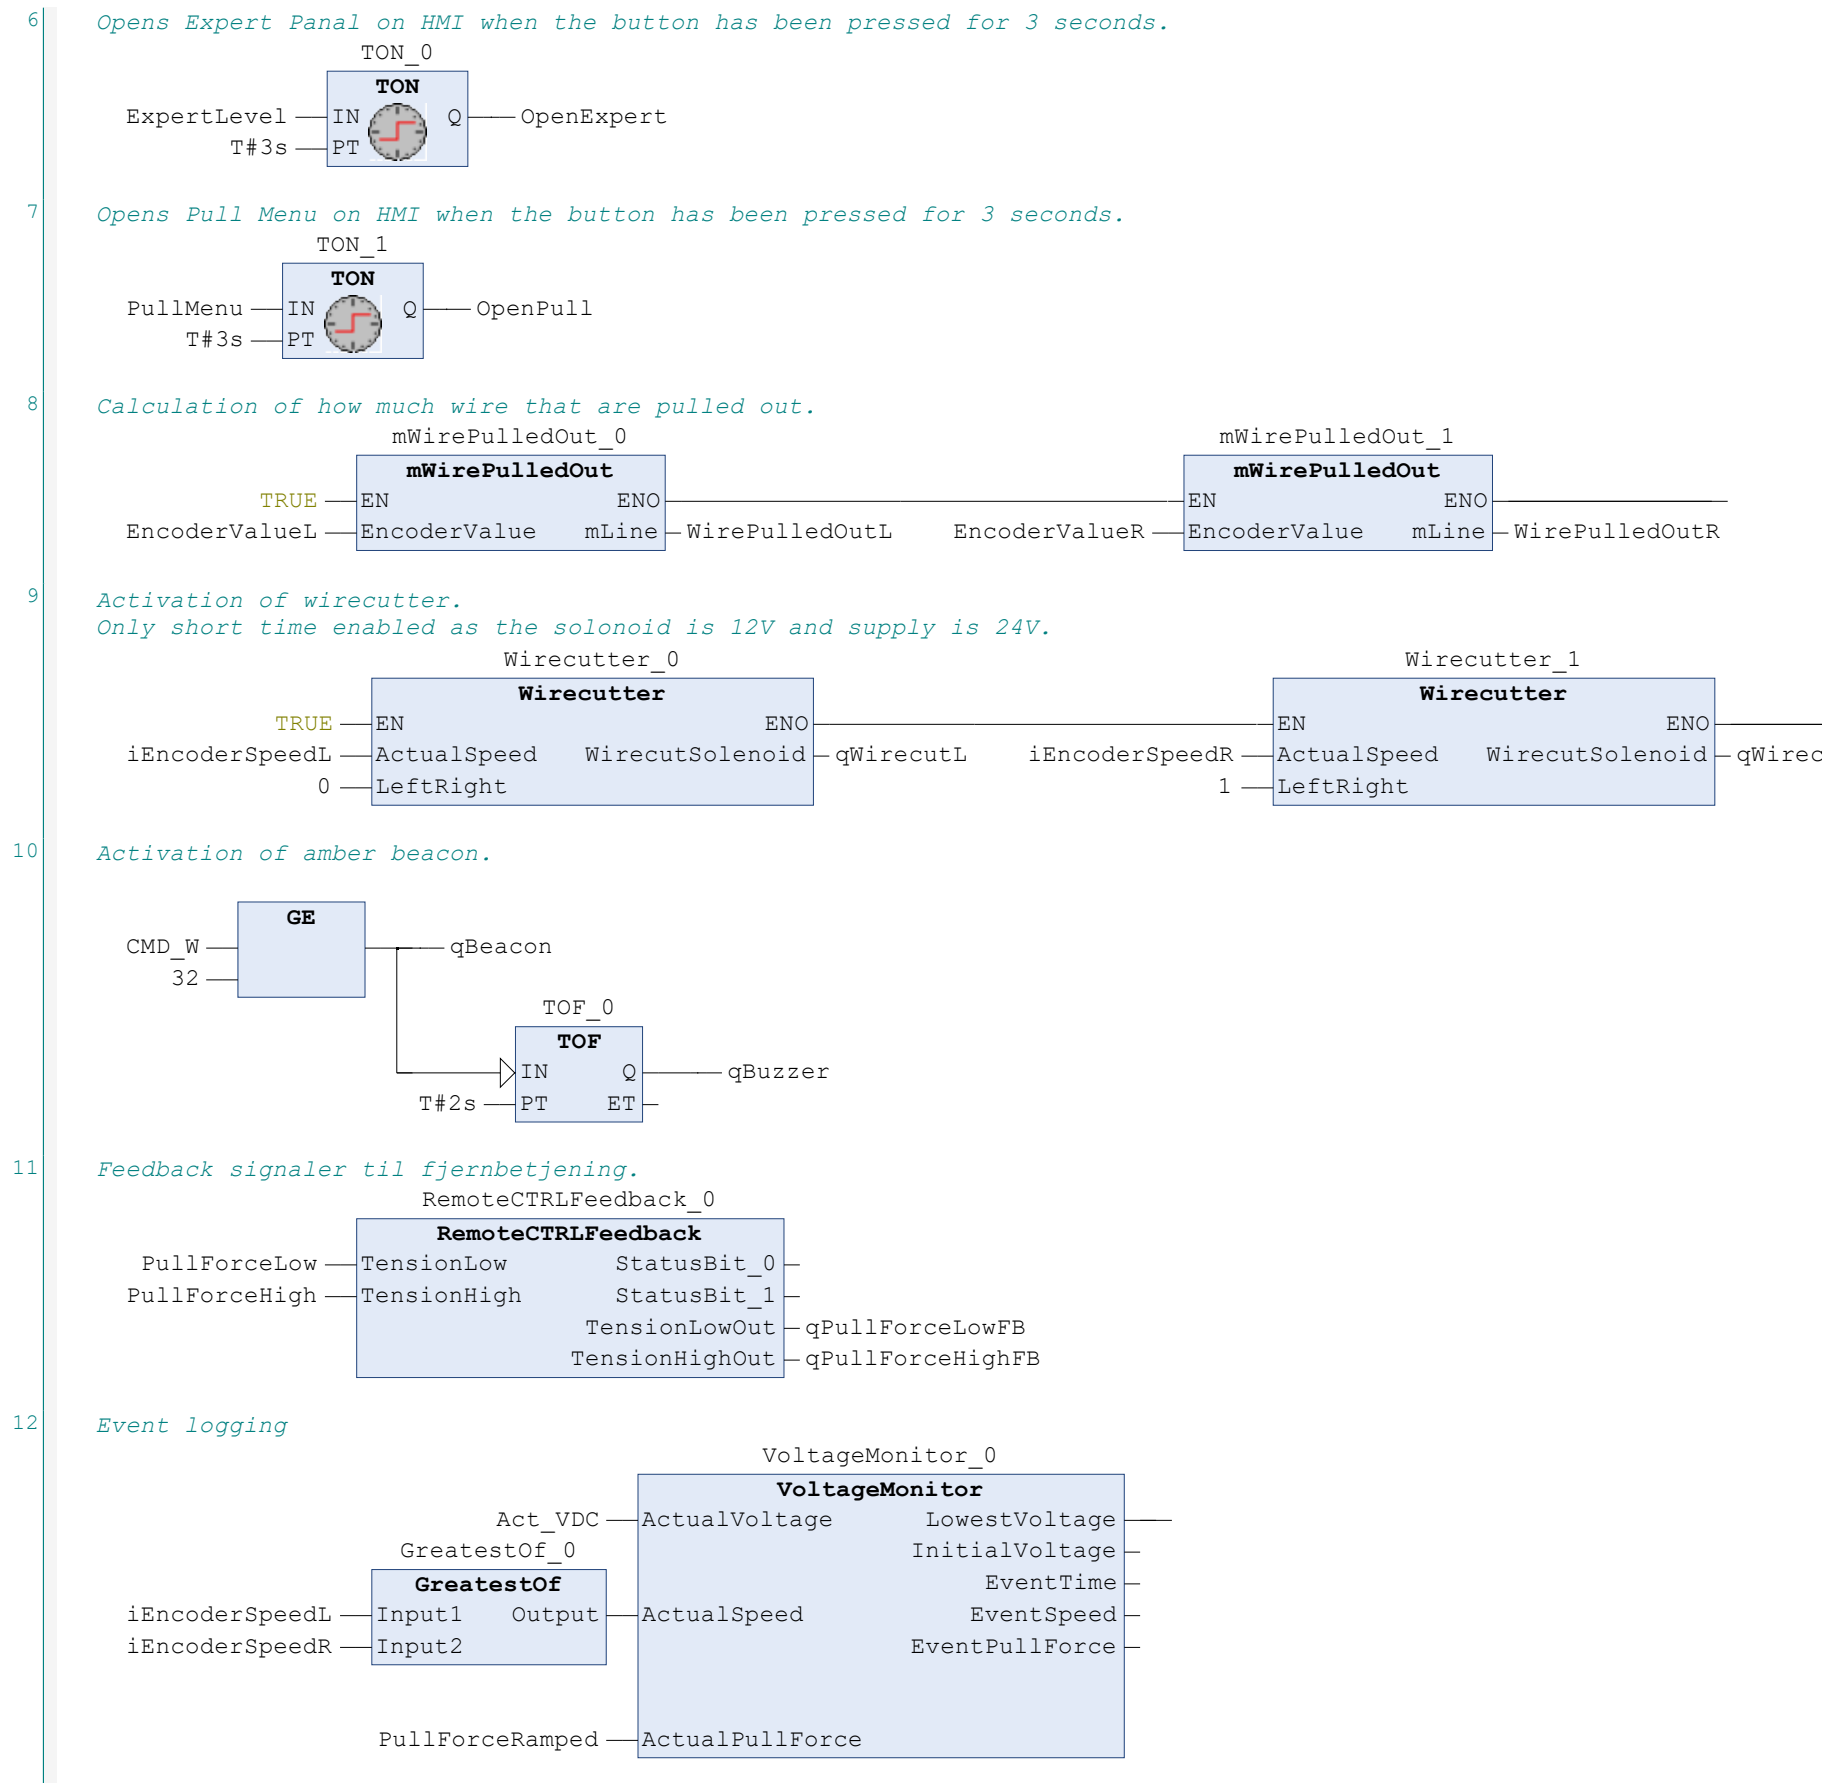 6
Opens Expert Panal on HMI when the button has been pressed for 3 seconds.
TON_0
TON
ExpertLevel IN Q OpenExpert
T#3s PT
7
Opens Pull Menu on HMI when the button has been pressed for 3 seconds.
TON_1
TON
PullMenu IN Q OpenPull
T#3s PT
8
Calculation of how much wire that are pulled out.
mWirePulledOut_0 mWirePulledOut_1
mWirePulledOut mWirePulledOut
TRUE EN ENO EN ENO
EncoderValueL EncoderValue mLine WirePulledOutL EncoderValueR EncoderValue mLine WirePulledOutR
9
Activation of wirecutter.
Only short time enabled as the solonoid is 12V and supply is 24V.
Wirecutter_0 Wirecutter_1
Wirecutter Wirecutter
TRUE EN ENO EN ENO
iEncoderSpeedL ActualSpeed WirecutSolenoid qWirecutL iEncoderSpeedR ActualSpeed WirecutSolenoid qWirec
0 LeftRight 1 LeftRight
10
Activation of amber beacon.
GE
CMD_W qBeacon
32
TOF_0
TOF
IN Q qBuzzer
T#2s PT ET
11
Feedback signaler til fjernbetjening.
RemoteCTRLFeedback_0
RemoteCTRLFeedback
PullForceLow TensionLow StatusBit_0
PullForceHigh TensionHigh StatusBit_1
TensionLowOut qPullForceLowFB
TensionHighOut qPullForceHighFB
12
Event logging
VoltageMonitor_0
VoltageMonitor
Act_VDC ActualVoltage LowestVoltage
GreatestOf_0 InitialVoltage
GreatestOf EventTime
iEncoderSpeedL Input1 Output ActualSpeed EventSpeed
iEncoderSpeedR Input2 EventPullForce
PullForceRamped ActualPullForce